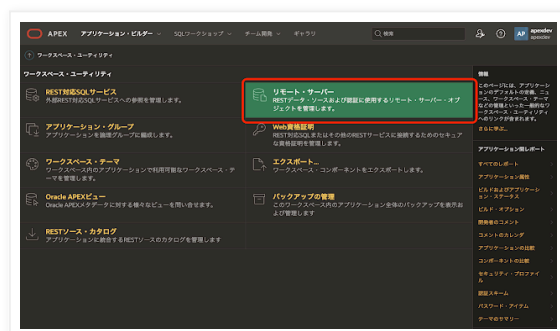 APEX アプリケーション・ビルダー SQLワークショップ チーム開発 ギャラリ 検索 AP apexdev
apexdev
ワークスペース・ユーティリティ
ワークスペース・ユーティリティ
REST対応SQLサービス
外部REST対応SQLサービスへの参照を管理します。
リモート・サーバー
RESTデータ・ソースおよび認証に使用するリモート・サーバー・オブ
ジェクトを管理します。
アプリケーション・グループ
アプリケーションを論理グループに編成します。
Web資格証明
REST対応SQLまたはその他のRESTサービスに接続するためのセキュア
な資格証明を管理します。
ワークスペース・テーマ
ワークスペース内のアプリケーションで利用可能なワークスペース・テ
ーマを管理します。
エクスポート...
ワークスペース・コンポーネントをエクスポートします。
Oracle APEXビュー
Oracle APEXメタデータに対する様々なビューを問い合せます。
バックアップの管理
このワークスペース内のアプリケーション全体のバックアップを表示お
よび管理します
RESTソース・カタログ
アプリケーションに統合するRESTソースのカタログを管理します
情報
このページには、アプリケーシ
ョンのデフォルトの定義、ニュ
ース、ワークスペース・テーマ
などの管理といった一般的なワ
ークスペース・ユーティリティ
へのリンクが含まれます。
さらに学ぶ...
アプリケーション間レポート
すべてのレポート
アプリケーション属性
ビルドおよびアプリケーシ
ョン・ステータス
ビルド・オプション
開発者のコメント
コメントのカレンダ
アプリケーションの比較
コンポーネントの比較
セキュリティ・プロファイ
ル
認証スキーム
パスワード・アイテム
テーマのサマリー